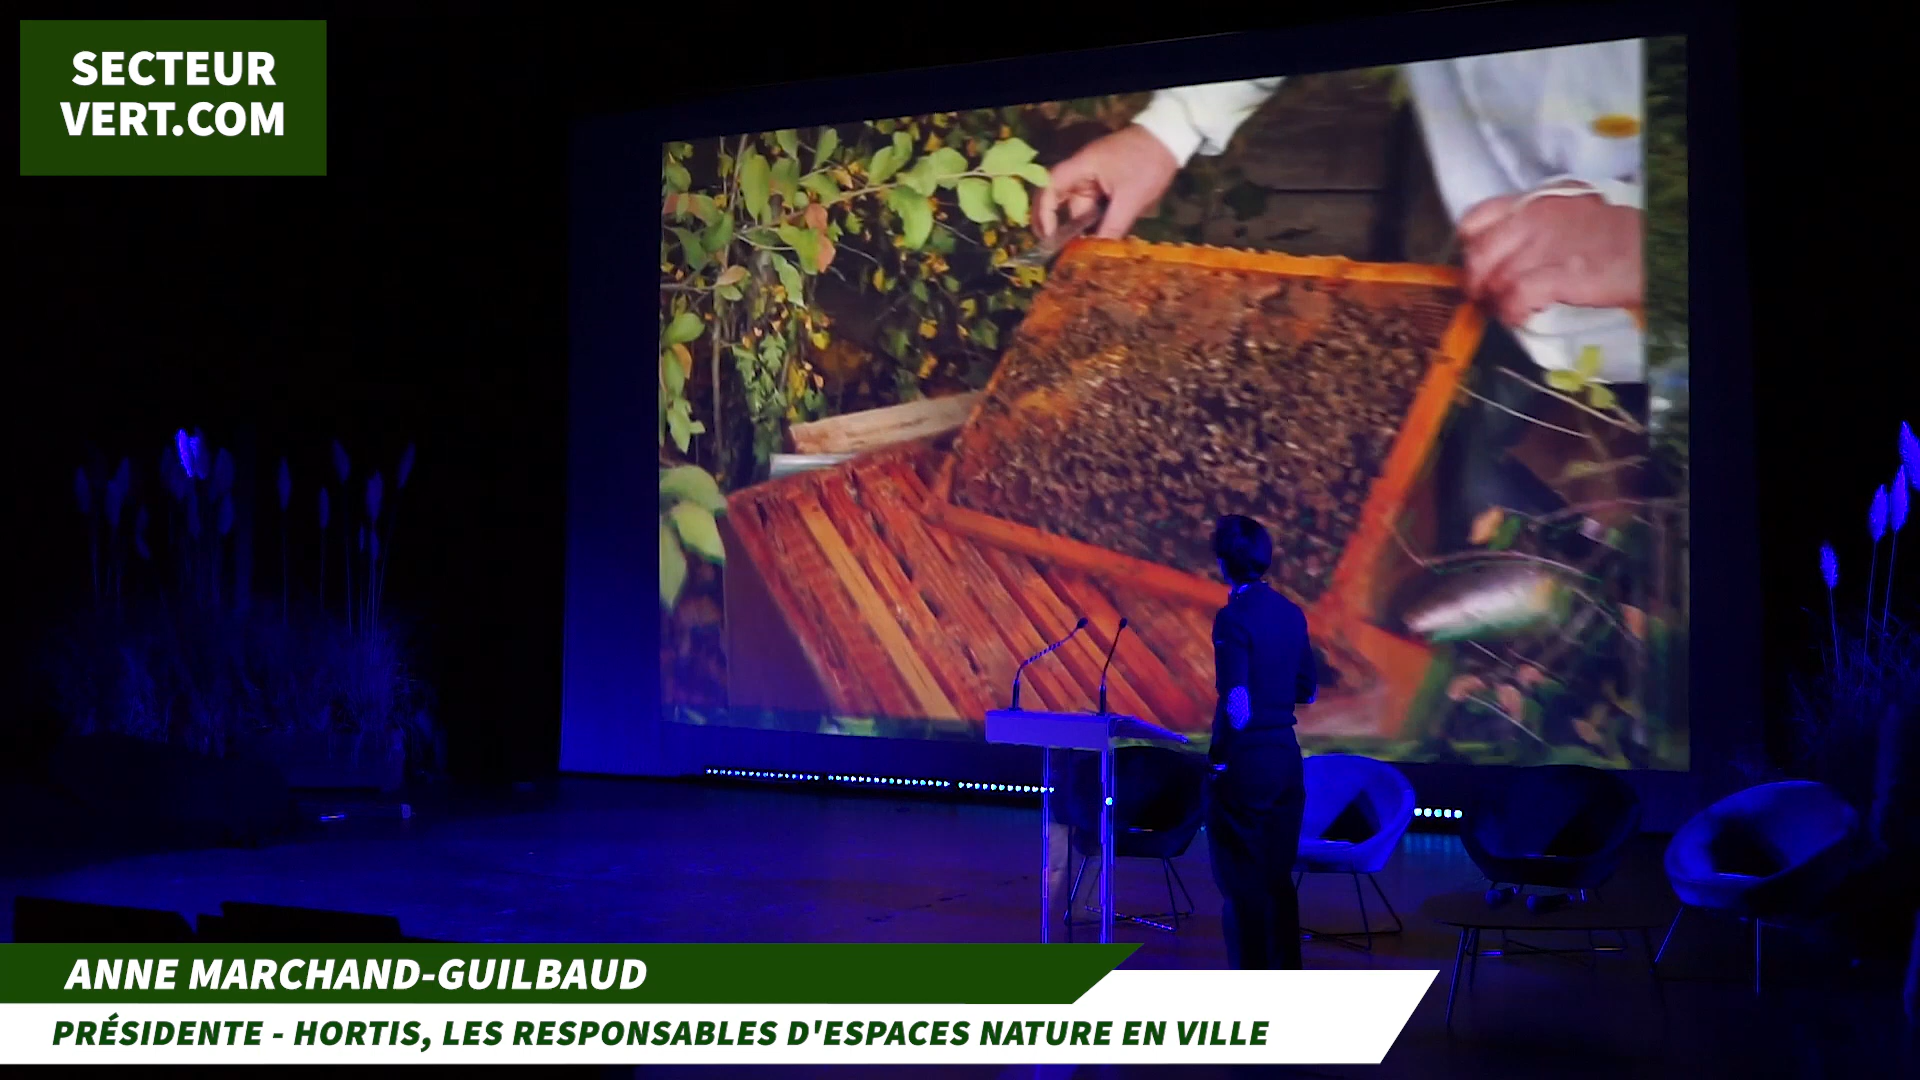 SECTEUR
VERT.COM
ANNE MARCHAND-GUILBAUD
PRÉSIDENTE - HORTIS, LES RESPONSABLES D'ESPACES NATURE EN VILLE